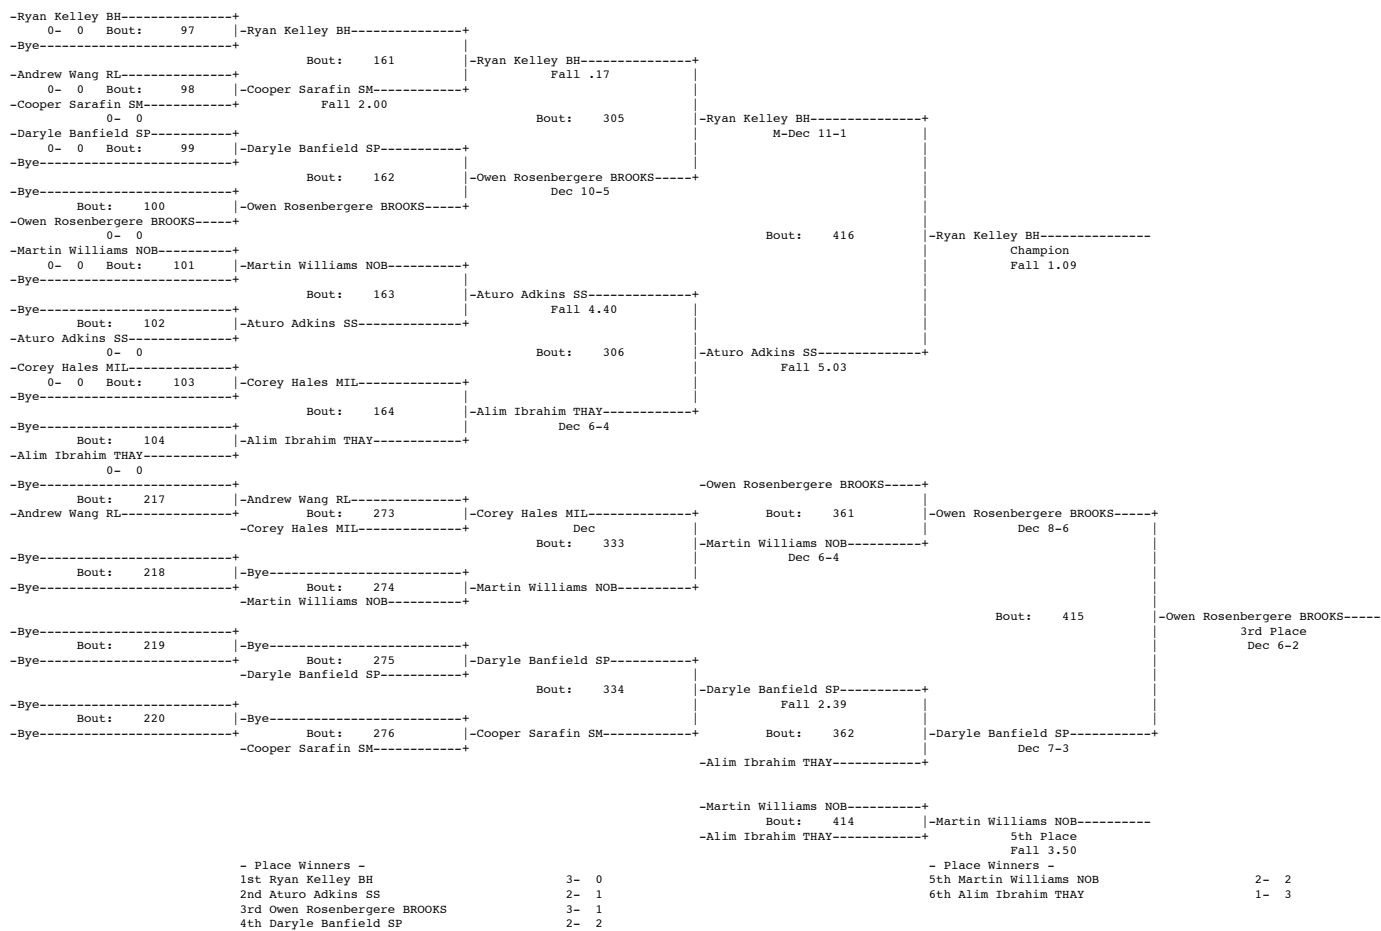 -Ryan Kelley BH---------------+
0- 0 Bout: 97 |-Ryan Kelley BH---------------+
-Bye--------------------------+ |
Bout: 161 |-Ryan Kelley BH---------------+
-Andrew Wang RL---------------+ | Fall .17 |
0- 0 Bout: 98 |-Cooper Sarafin SM------------+ |
-Cooper Sarafin SM------------+ Fall 2.00 |
0- 0 Bout: 305 |-Ryan Kelley BH---------------+
-Daryle Banfield SP-----------+ | M-Dec 11-1 |
0- 0 Bout: 99 |-Daryle Banfield SP-----------+ | |
-Bye--------------------------+ | | |
Bout: 162 |-Owen Rosenbergere BROOKS-----+ |
-Bye--------------------------+ | Dec 10-5 |
Bout: 100 |-Owen Rosenbergere BROOKS-----+ |
-Owen Rosenbergere BROOKS-----+ |
0- 0 Bout: 416 |-Ryan Kelley BH---------------
-Martin Williams NOB----------+ | Champion
0- 0 Bout: 101 |-Martin Williams NOB----------+ | Fall 1.09
-Bye--------------------------+ | |
Bout: 163 |-Aturo Adkins SS--------------+ |
-Bye--------------------------+ | Fall 4.40 | |
Bout: 102 |-Aturo Adkins SS--------------+ | |
-Aturo Adkins SS--------------+ | |
0- 0 Bout: 306 |-Aturo Adkins SS--------------+
-Corey Hales MIL--------------+ | Fall 5.03
0- 0 Bout: 103 |-Corey Hales MIL--------------+ |
-Bye--------------------------+ | |
Bout: 164 |-Alim Ibrahim THAY------------+
-Bye--------------------------+ | Dec 6-4
Bout: 104 |-Alim Ibrahim THAY------------+
-Alim Ibrahim THAY------------+
0- 0
-Bye--------------------------+ -Owen Rosenbergere BROOKS-----+
Bout: 217 |-Andrew Wang RL---------------+ |
-Andrew Wang RL---------------+ Bout: 273 |-Corey Hales MIL--------------+ Bout: 361 |-Owen Rosenbergere BROOKS-----+
-Corey Hales MIL--------------+ Dec | | Dec 8-6 |
Bout: 333 |-Martin Williams NOB----------+ |
-Bye--------------------------+ | Dec 6-4 |
Bout: 218 |-Bye--------------------------+ | |
-Bye--------------------------+ Bout: 274 |-Martin Williams NOB----------+ |
-Martin Williams NOB----------+ |
Bout: 415 |-Owen Rosenbergere BROOKS-----
-Bye--------------------------+ | 3rd Place
Bout: 219 |-Bye--------------------------+ | Dec 6-2
-Bye--------------------------+ Bout: 275 |-Daryle Banfield SP-----------+ |
-Daryle Banfield SP-----------+ | |
Bout: 334 |-Daryle Banfield SP-----------+ |
-Bye--------------------------+ | Fall 2.39 | |
Bout: 220 |-Bye--------------------------+ | | |
-Bye--------------------------+ Bout: 276 |-Cooper Sarafin SM------------+ Bout: 362 |-Daryle Banfield SP-----------+
-Cooper Sarafin SM------------+ | Dec 7-3
-Alim Ibrahim THAY------------+
-Martin Williams NOB----------+
Bout: 414 |-Martin Williams NOB----------
-Alim Ibrahim THAY------------+ 5th Place
Fall 3.50
- Place Winners - - Place Winners -
1st Ryan Kelley BH 3- 0 5th Martin Williams NOB 2- 2
2nd Aturo Adkins SS 2- 1 6th Alim Ibrahim THAY 1- 3
3rd Owen Rosenbergere BROOKS 3- 1
4th Daryle Banfield SP 2- 2